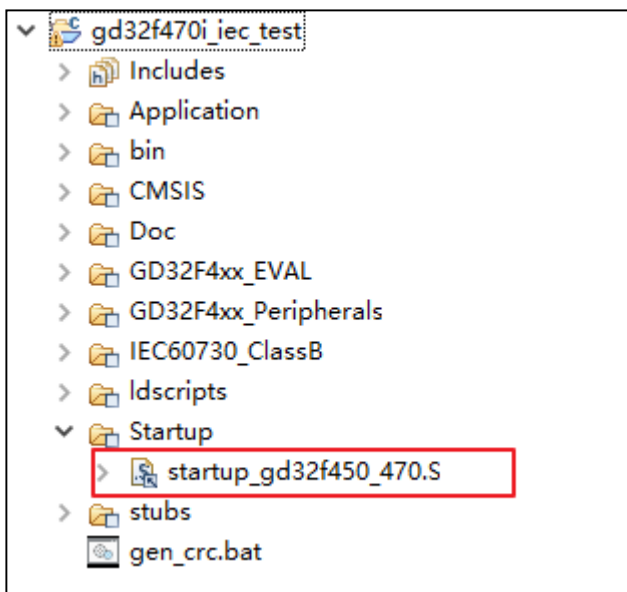 gd32f470i_iec_test
Includes
Application
bin
CMSIS
Doc
GD32F4xx_EVAL
GD32F4xx_Peripherals
IEC60730_ClassB
ldscripts
Startup
startup_gd32f450_470.S
stubs
gen_crc.bat